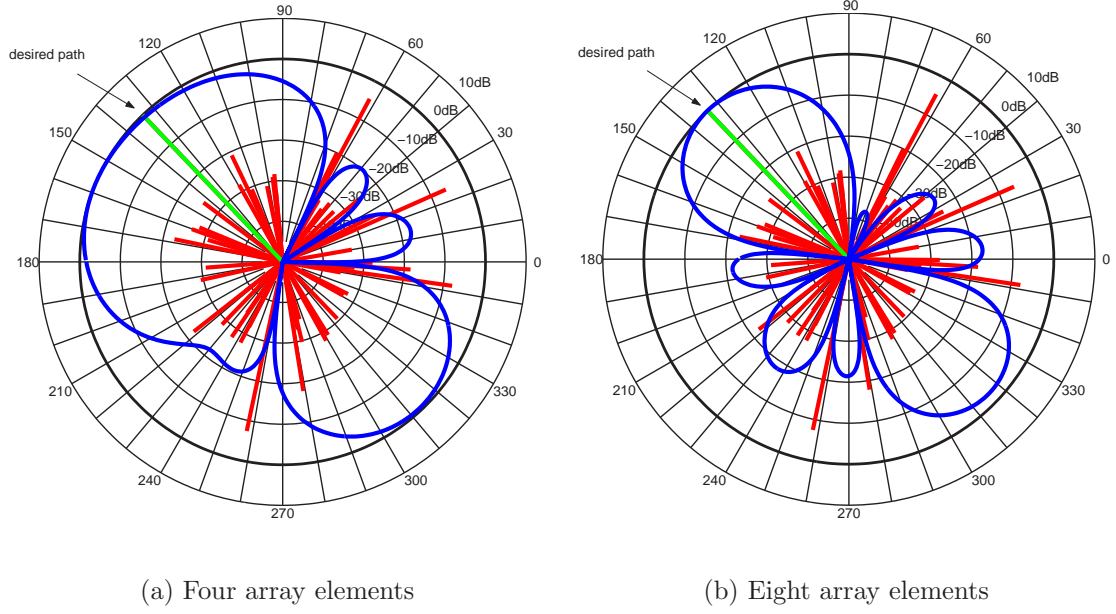 90
120
60
desired path
10dB
0dB
150
30
−10dB
−20dB
−30dB
180
0
210
330
240
300
270
(a) Four array elements
90
120
60
desired path
10dB
0dB
150
30
−10dB
−20dB
180
0
210
330
240
300
270
(b) Eight array elements